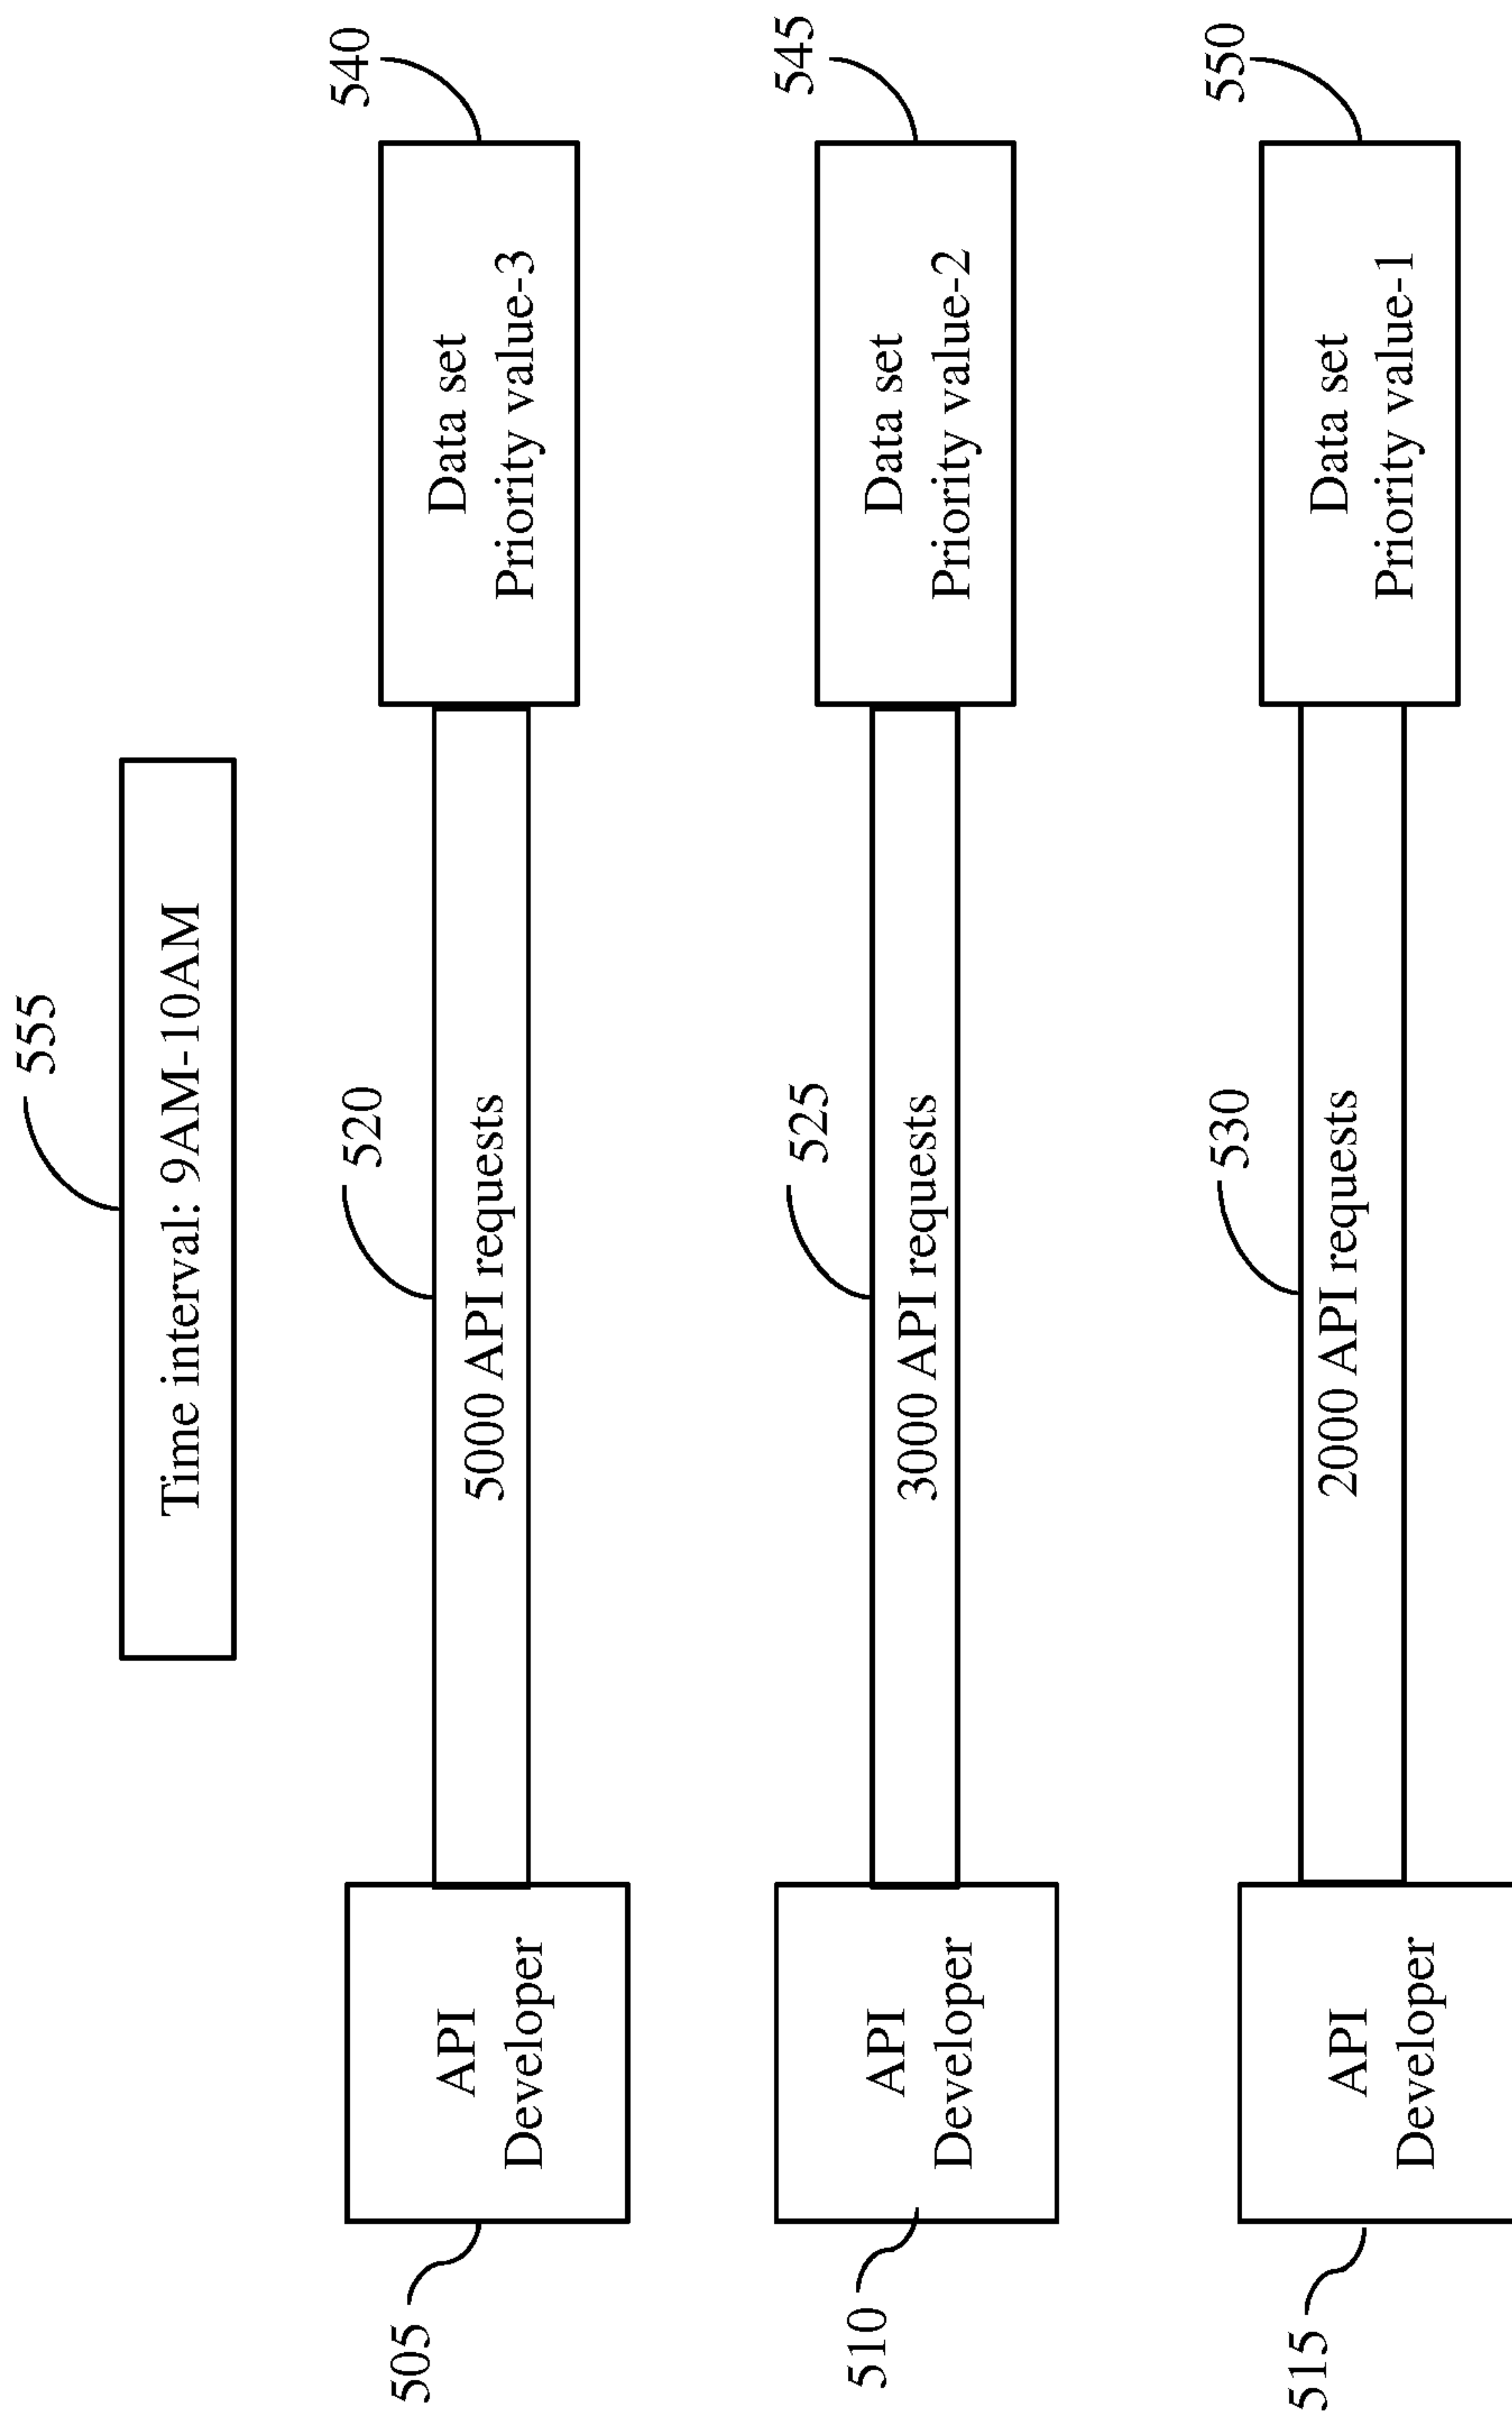 555
Time interval: 9AM-10AM
505
API
Developer
520
5000 API requests
540
Data set
Priority value-3
510
API
Developer
525
3000 API requests
545
Data set
Priority value-2
515
API
Developer
530
2000 API requests
550
Data set
Priority value-1